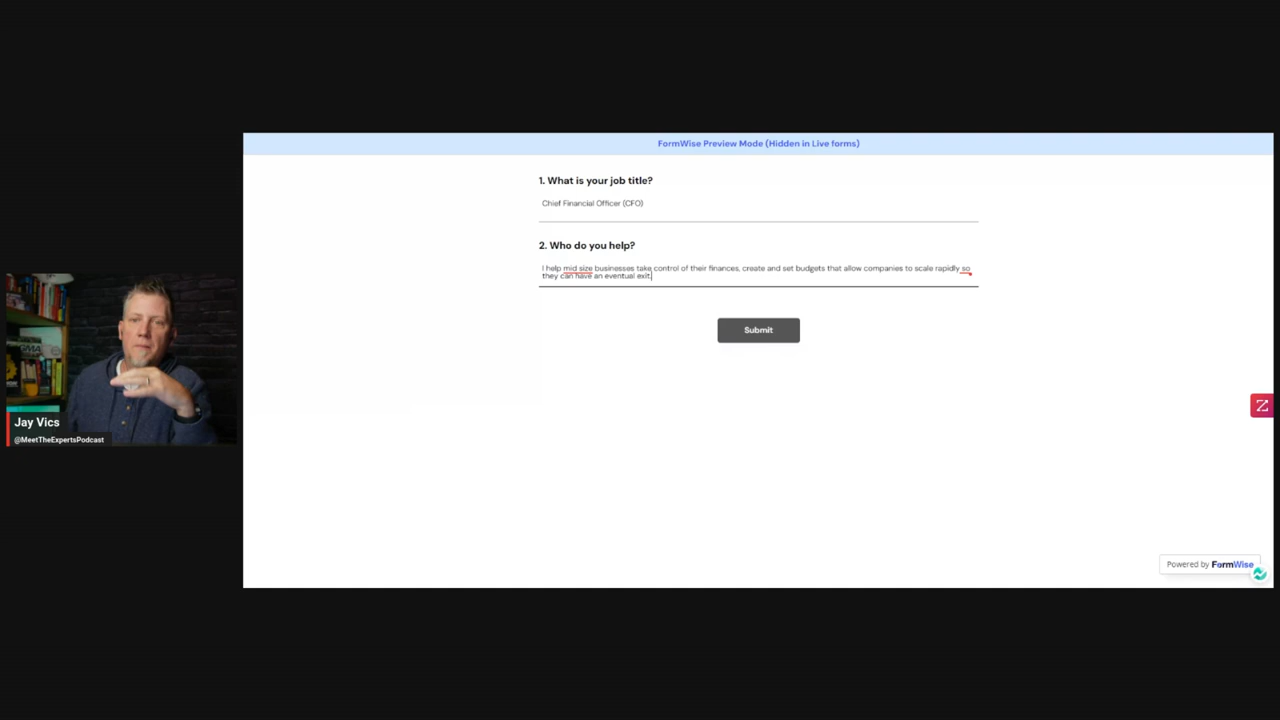 FormWise Preview Mode (Hidden in Live forms)
1. What is your job title?
Chief Financial Officer (CFO)
2. Who do you help?
I help mid size businesses take control of their finances, create and set budgets that allow companies to scale rapidly so
they can have an eventual exit.
Submit
Jay Vics
@MeetTheExpertsPodcast
Powered by FormWise